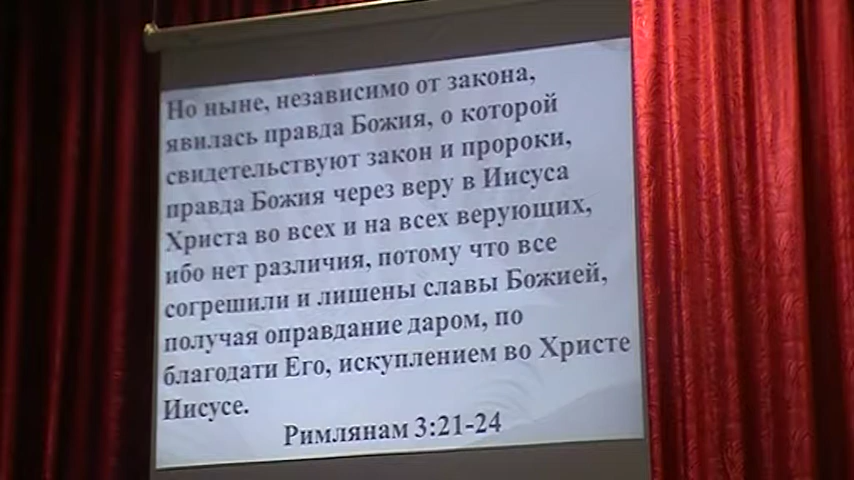 Но ныне, независимо от закона,
явилась правда Божия, о которой
свидетельствуют закон и пророки,
правда Божия через веру в Иисуса
Христа во всех и на всех верующих,
ибо нет различия, потому что все
согрешили и лишены славы Божией,
получая оправдание даром, по
благодати Его, искуплением во Христе
Иисусе.
Римлянам 3:21-24